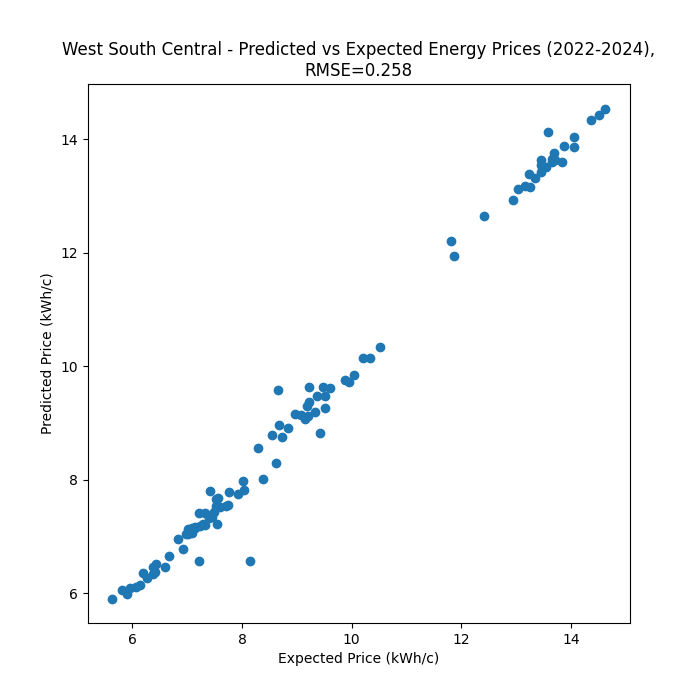 West South Central - Predicted vs Expected Energy Prices (2022-2024),
RMSE=0.258
14
12
10
8
6
Predicted Price (kWh/c)
6 8 10 12 14
Expected Price (kWh/c)